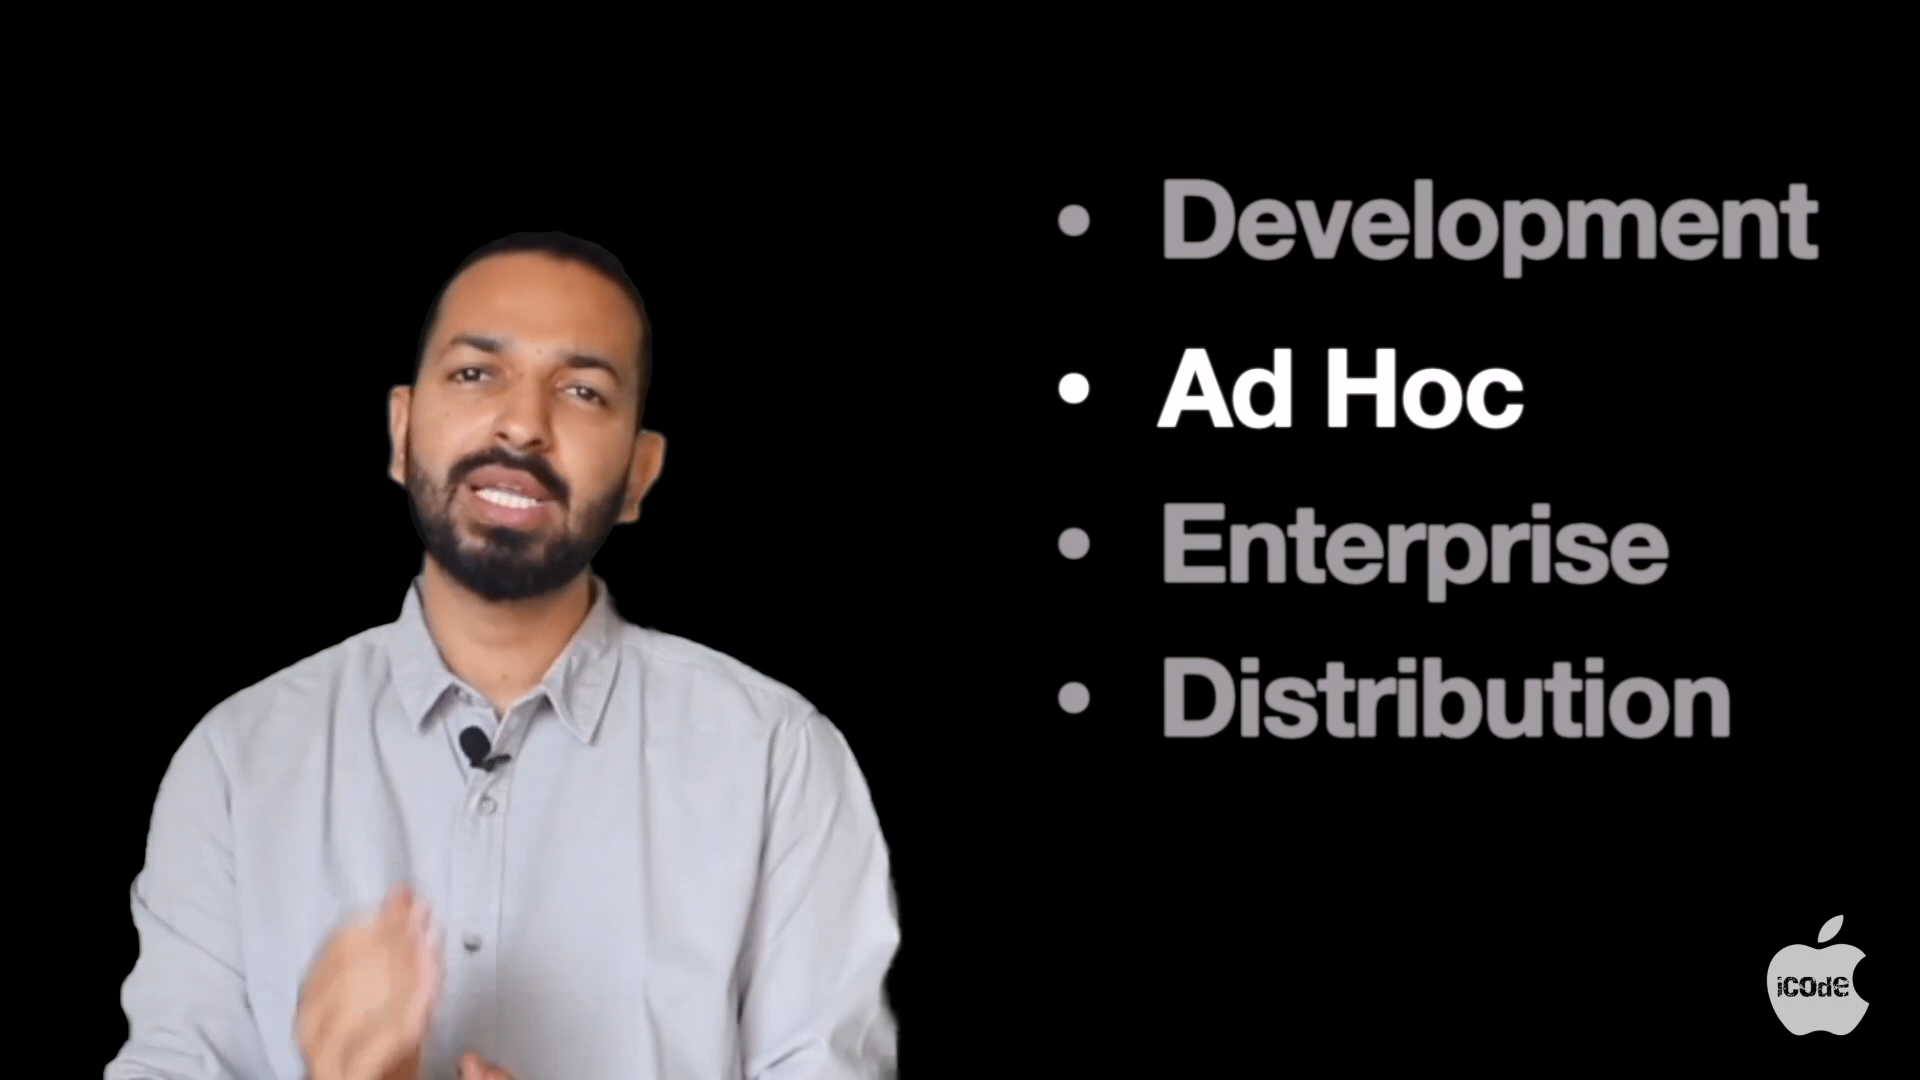 • Development
• Ad Hoc
• Enterprise
• Distribution
iCOdE